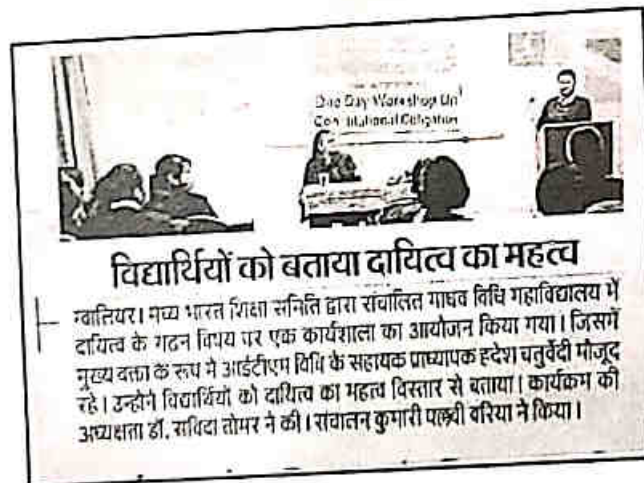 One Day Workshop On
Constitutional Obligation
विद्यार्थियों को बताया दायित्व का महत्व
ग्वालियर। मध्य भारत शिक्षा समिति द्वारा संचालित माधव विधि महाविद्यालय में
दायित्व के गठन विषय पर एक कार्यशाला का आयोजन किया गया। जिसमें
मुख्य वक्ता के रूप में आईटीएम विवि के सहायक प्राध्यापक हृदेश चतुर्वेदी मौजूद
रहे। उन्होंने विद्यार्थियों को दायित्व का महत्व विस्तार से बताया। कार्यक्रम की
अध्यक्षता डॉ. तोमर ने की। संचालन कुमारी पल्लवी बरिया ने किया।